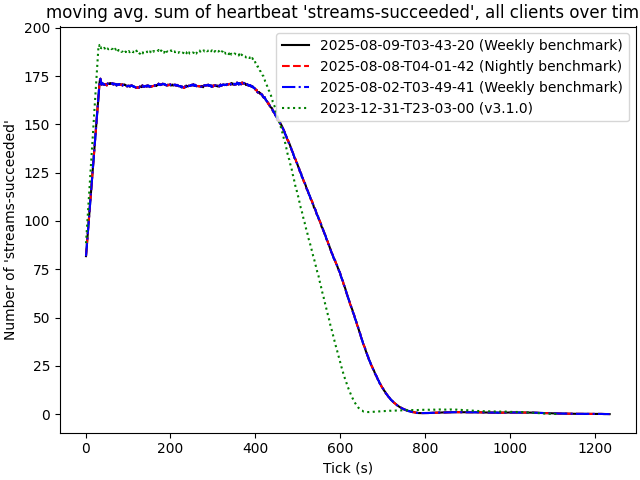 moving avg. sum of heartbeat 'streams-succeeded', all clients over tim
200
175
150
125
100
75
50
25
0
Number of 'streams-succeeded'
2025-08-09-T03-43-20 (Weekly benchmark)
2025-08-08-T04-01-42 (Nightly benchmark)
2025-08-02-T03-49-41 (Weekly benchmark)
2023-12-31-T23-03-00 (v3.1.0)
0 200 400 600 800 1000 1200
Tick (s)